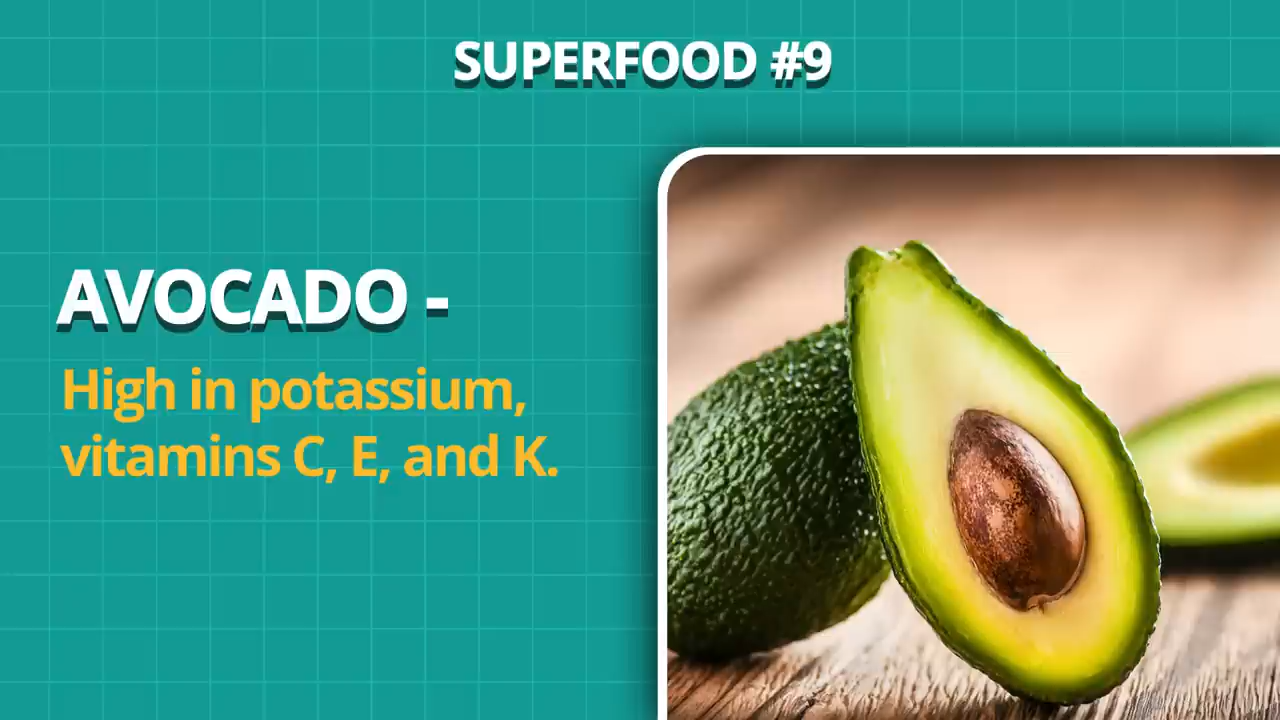 SUPERFOOD #9
AVOCADO -
High in potassium,
vitamins C, E, and K.